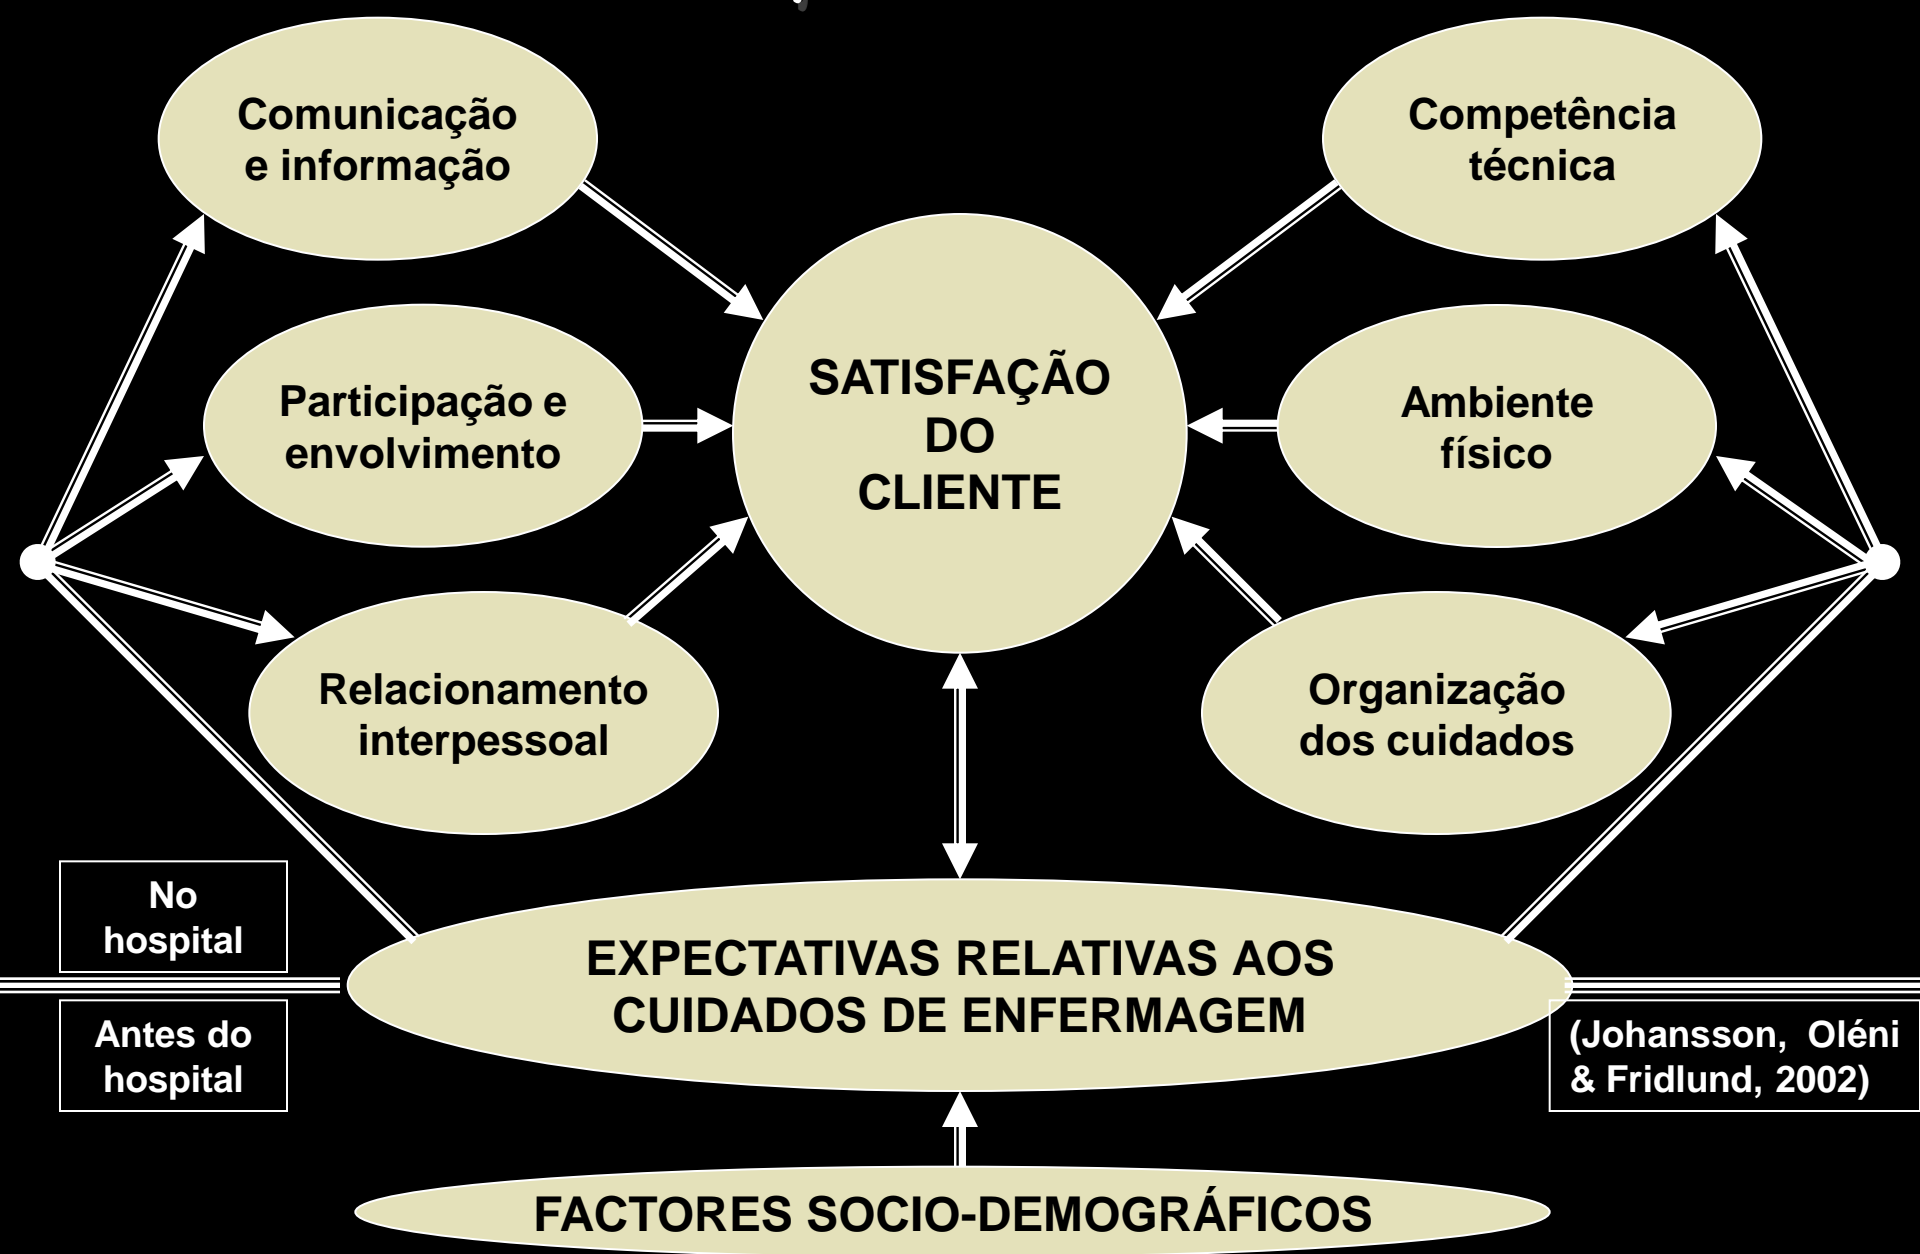 Comunicação
e informação
Competência
técnica
Participação e
envolvimento
SATISFAÇÃO
DO
CLIENTE
Ambiente
físico
Relacionamento
interpessoal
Organização
dos cuidados
No
hospital
EXPECTATIVAS RELATIVAS AOS
CUIDADOS DE ENFERMAGEM
Antes do
hospital
(Johansson, Oléni
& Fridlund, 2002)
FACTORES SOCIO-DEMOGRÁFICOS